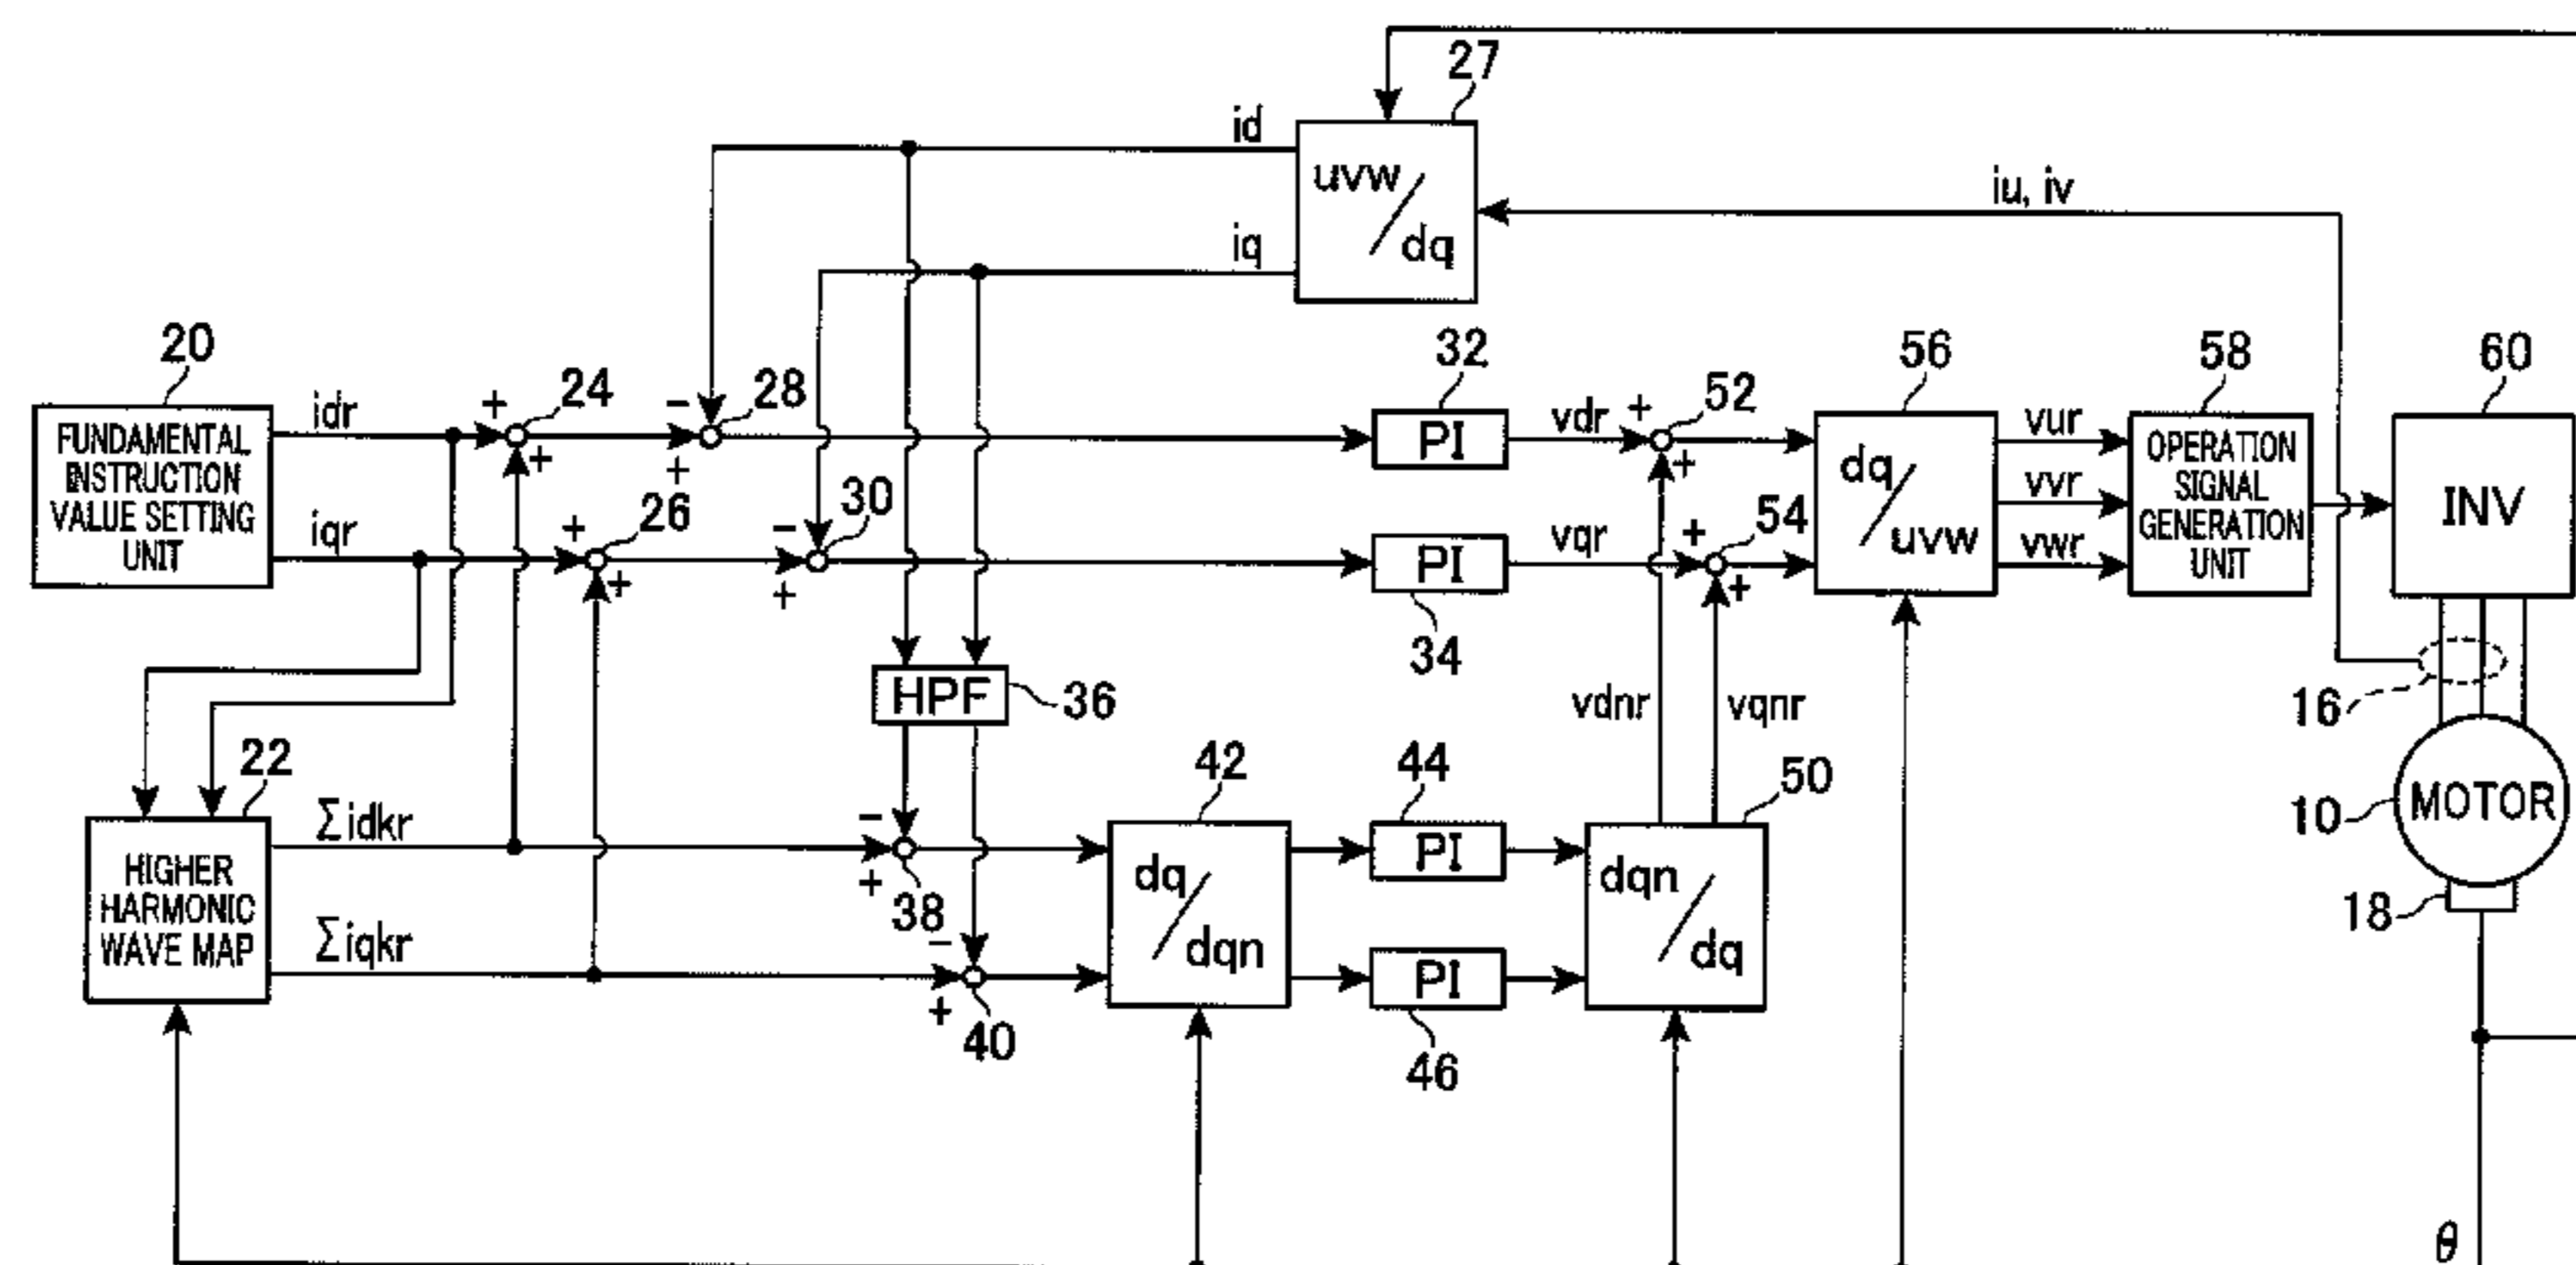 27
id
uvw
/
dq
iu, iv
iq
20
24
28
32
52
56
58
60
idr
+
+
-
+
PI
vdr
+
+
vur
FUNDAMENTAL
INSTRUCTION
VALUE SETTING
UNIT
dq
/
uvw
OPERATION
SIGNAL
GENERATION
UNIT
INV
vvr
26
30
54
iqr
+
+
-
+
PI
vqr
+
+
vwr
34
HPF
36
vdnr
vqnr
16
22
42
44
50
MOTOR
10
Σidkr
-
+
38
PI
HIGHER
HARMONIC
WAVE MAP
dq
/
dqn
dqn
/
dq
18
Σiqkr
-
+
40
PI
46
θ